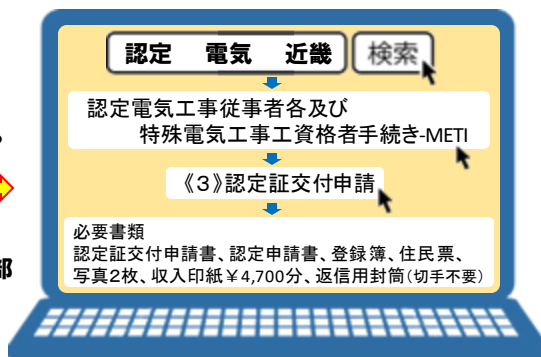 認定 電気 近畿 検索
認定電気工事従事者各及び
特殊電気工事工資格者手続き-METI
《3》認定証交付申請
必要書類
認定証交付申請書、認定申請書、登録簿、住民票、
写真2枚、収入印紙￥4,700分、返信用封筒(切手不要)
部